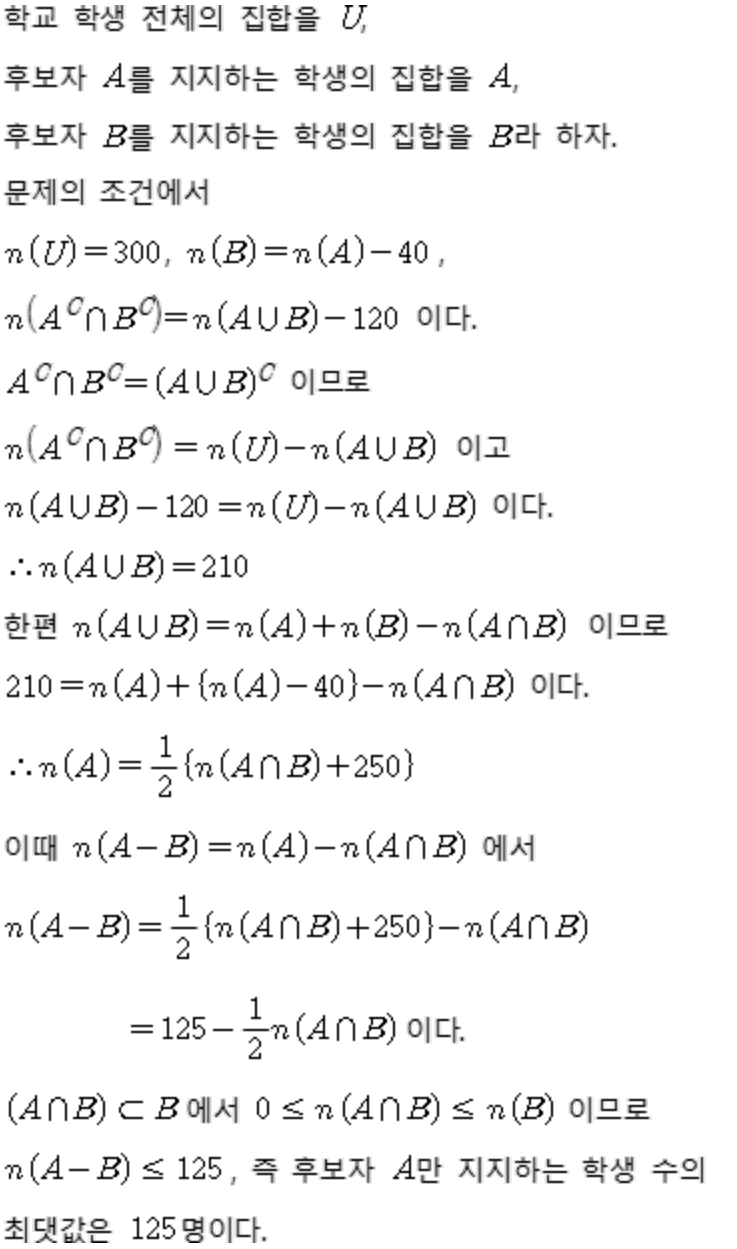 학교 학생 전체의 집합을 U,
후보자 A를 지지하는 학생의 집합을 A,
후보자 B를 지지하는 학생의 집합을 B라 하자.
문제의 조건에서
n(U)=300, n(B)=n(A)-40 ,
n(A^C∩B^C)=n(A∪B)-120 이다.
A^C∩B^C=(A∪B)^C 이므로
n(A^C∩B^C) =n(U)-n(A∪B) 이고
n(A∪B)-120=n(U)-n(A∪B) 이다.
∴n(A∪B)=210
한편 n(A∪B)=n(A)+n(B)-n(A∩B) 이므로
210=n(A)+{n(A)-40}-n(A∩B) 이다.
∴n(A)=1/2{n(A∩B)+250}
이때 n(A-B)=n(A)-n(A∩B) 에서
n(A-B)=1/2{n(A∩B)+250}-n(A∩B)
=125-1/2n(A∩B) 이다.
(A∩B)⊂B에서 0≤n(A∩B)≤n(B) 이므로
n(A-B)≤125, 즉 후보자 A만 지지하는 학생 수의
최댓값은 125명이다.